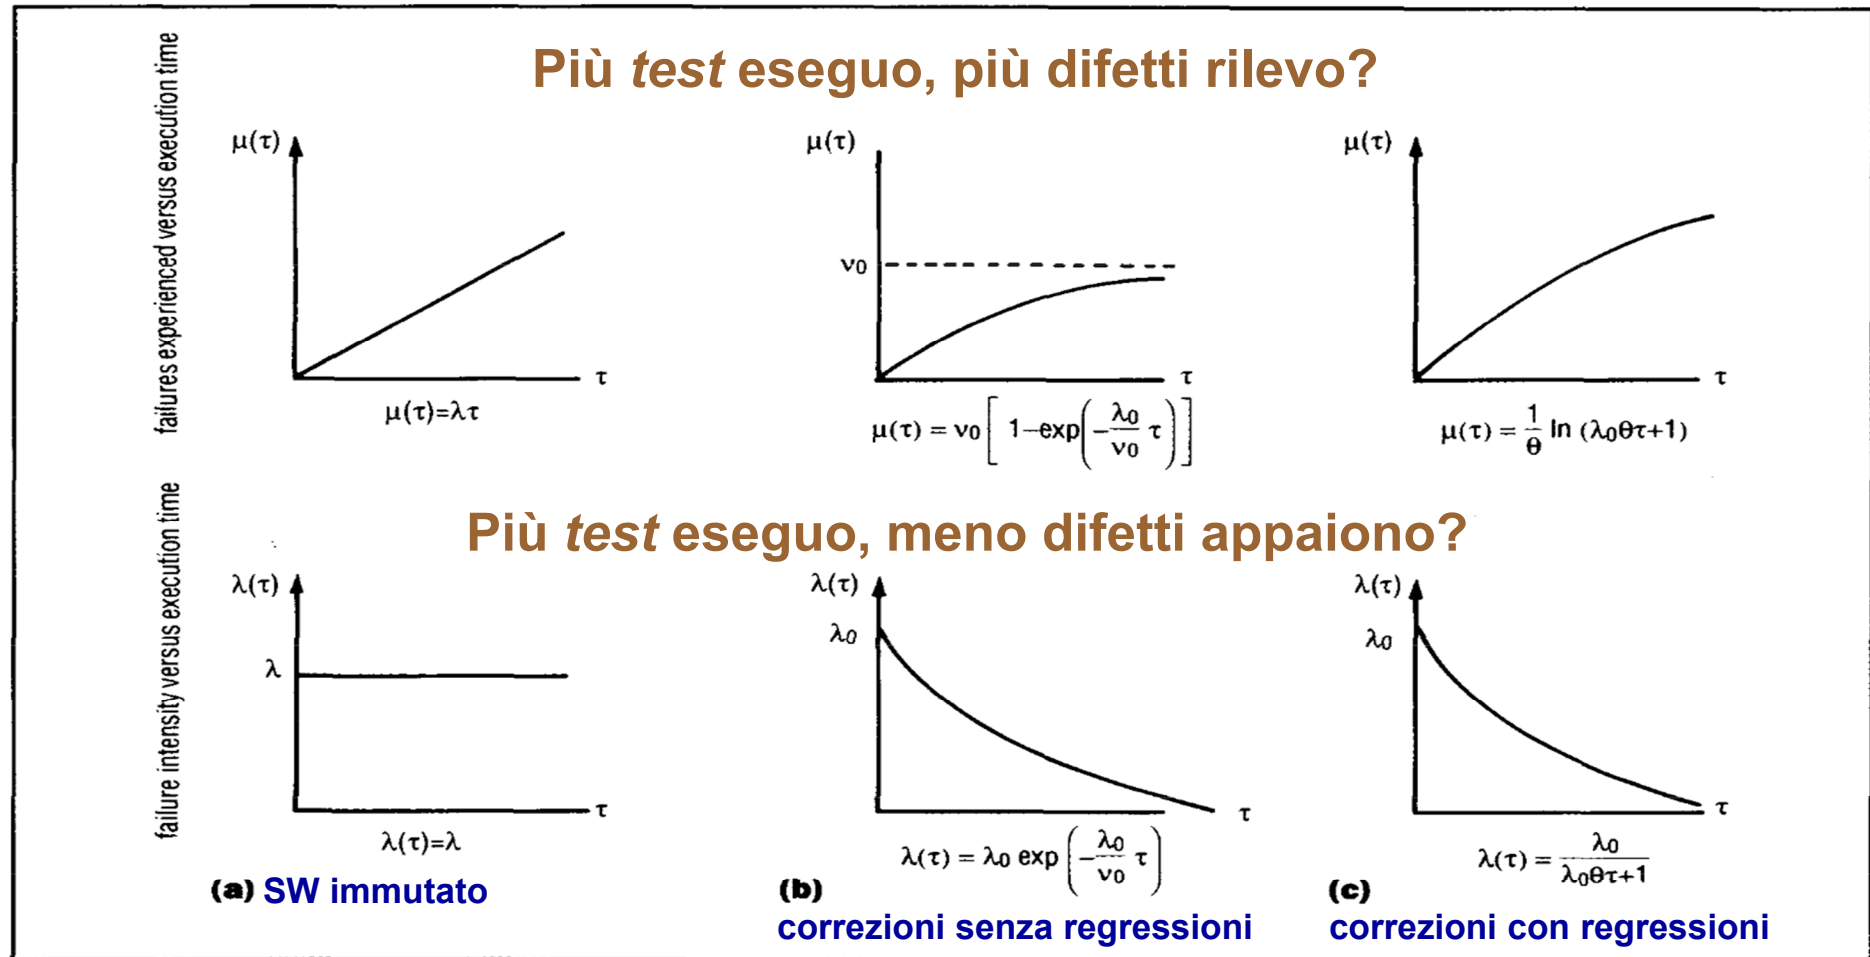 Più test eseguo, più difetti rilevo?
failures experienced versus execution time
μ(τ)
τ
μ(τ)=λτ
μ(τ)
ν0
τ
μ(τ) = ν0 [ 1–exp(–λ0/ν0 τ) ]
μ(τ)
τ
μ(τ) = 1/θ ln (λ0θτ+1)
Più test eseguo, meno difetti appaiono?
failure intensity versus execution time
λ(τ)
λ
τ
λ(τ)=λ
(a) SW immutato
λ(τ)
λ0
τ
λ(τ) = λ0 exp (–λ0/ν0 τ)
(b)
correzioni senza regressioni
λ(τ)
λ0
τ
λ(τ) = λ0/λ0θτ+1
(c)
correzioni con regressioni